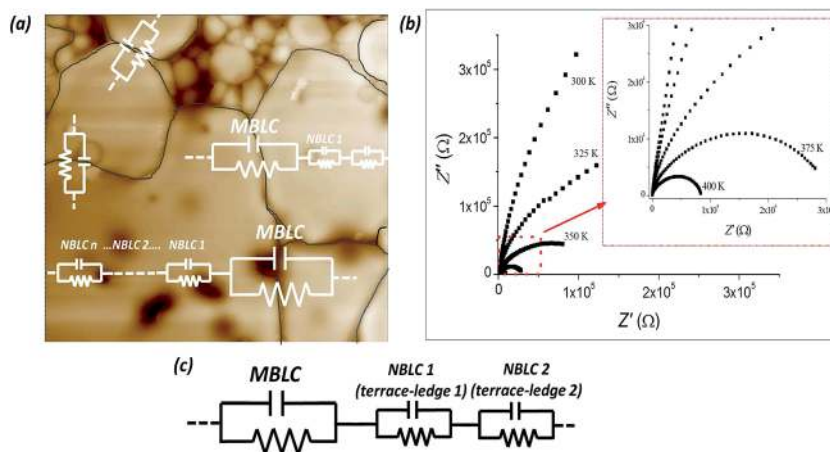 (a)
MBLC
NBLC 1
NBLC n ...NBLC 2.... NBLC 1
MBLC
(b)
3x10⁵
2x10⁵
1x10⁵
0
Z'' (Ω)
300 K
325 K
350 K
0 1x10⁵ 2x10⁵ 3x10⁵
Z' (Ω)
Z'' (Ω)
375 K
400 K
0
Z' (Ω)
(c)
MBLC
NBLC 1
(terrace-ledge 1)
NBLC 2
(terrace-ledge 2)